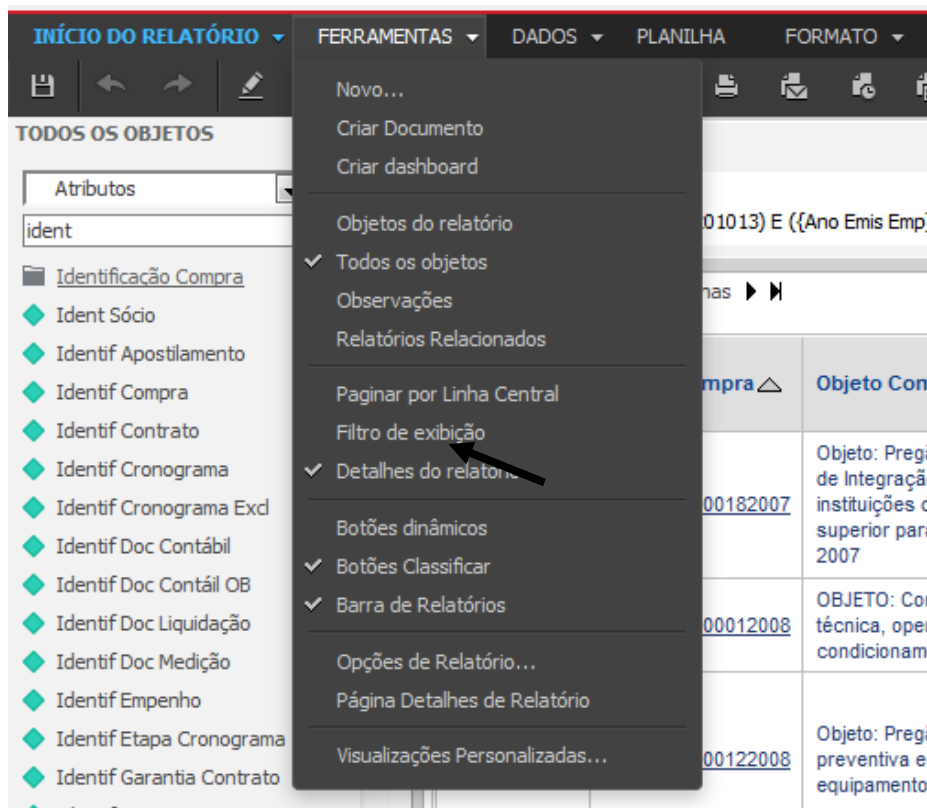 INÍCIO DO RELATÓRIO FERRAMENTAS DADOS PLANILHA FORMATO
TODOS OS OBJETOS
Atributos
ident
Identificação Compra
Ident Sócio
Identif Apostilamento
Identif Compra
Identif Contrato
Identif Cronograma
Identif Cronograma Excl
Identif Doc Contábil
Identif Doc Contáil OB
Identif Doc Liquidação
Identif Doc Medição
Identif Empenho
Identif Etapa Cronograma
Identif Garantia Contrato
Novo...
Criar Documento
Criar dashboard
Objetos do relatório
Todos os objetos
Observações
Relatórios Relacionados
Paginar por Linha Central
Filtro de exibição
Detalhes do relatório
Botões dinâmicos
Botões Classificar
Barra de Relatórios
Opções de Relatório...
Página Detalhes de Relatório
Visualizações Personalizadas...
01013) E ({Ano Emis Emp}
nas
mpra Objeto Com
00182007
Objeto: Preg
de Integração
instituições
superior para
2007
00012008
OBJETO: Co
técnica, oper
condicionam
00122008
Objeto: Preg
preventiva e
equipamento